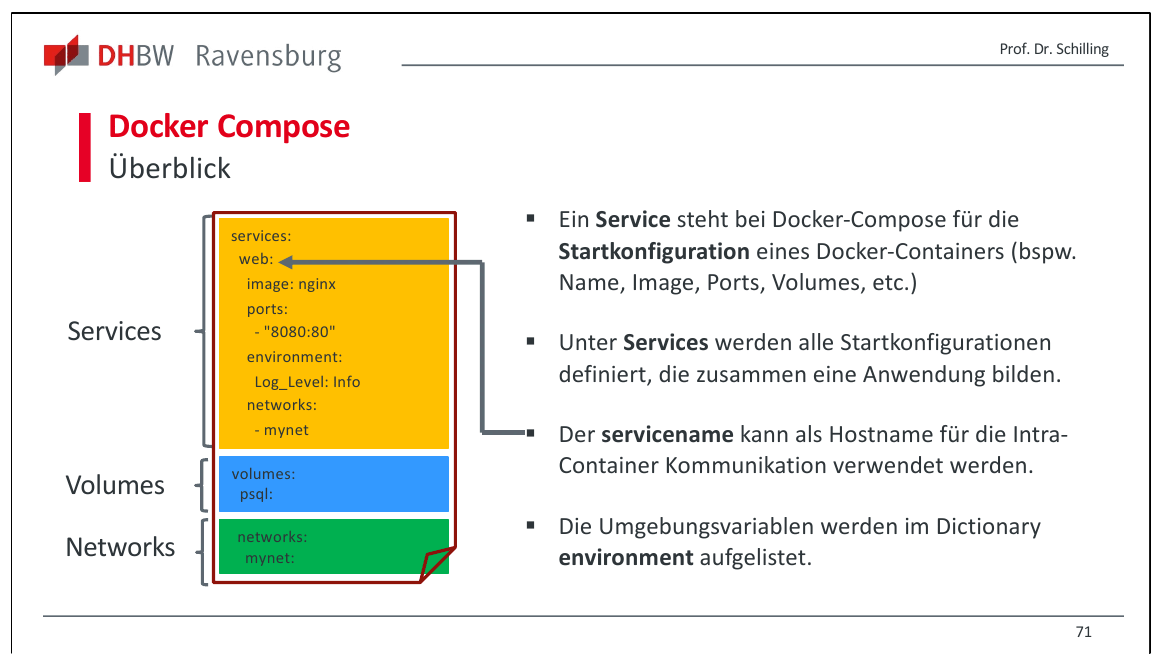 DHBW Ravensburg
Prof. Dr. Schilling
Docker Compose
Überblick
Services
Volumes
Networks
services:
web:
image: nginx
ports:
- "8080:80"
environment:
Log_Level: Info
networks:
- mynet
volumes:
psql:
networks:
mynet:
▪ Ein Service steht bei Docker-Compose für die
Startkonfiguration eines Docker-Containers (bspw.
Name, Image, Ports, Volumes, etc.)
▪ Unter Services werden alle Startkonfigurationen
definiert, die zusammen eine Anwendung bilden.
▪ Der servicename kann als Hostname für die Intra-
Container Kommunikation verwendet werden.
▪ Die Umgebungsvariablen werden im Dictionary
environment aufgelistet.
71